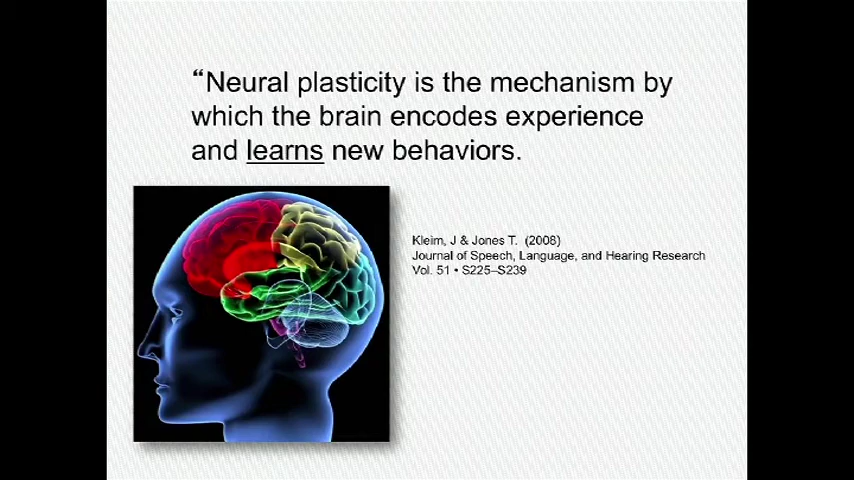 “Neural plasticity is the mechanism by
which the brain encodes experience
and learns new behaviors.
Kleim, J & Jones T. (2008)
Journal of Speech, Language, and Hearing Research
Vol. 51 • S225–S239